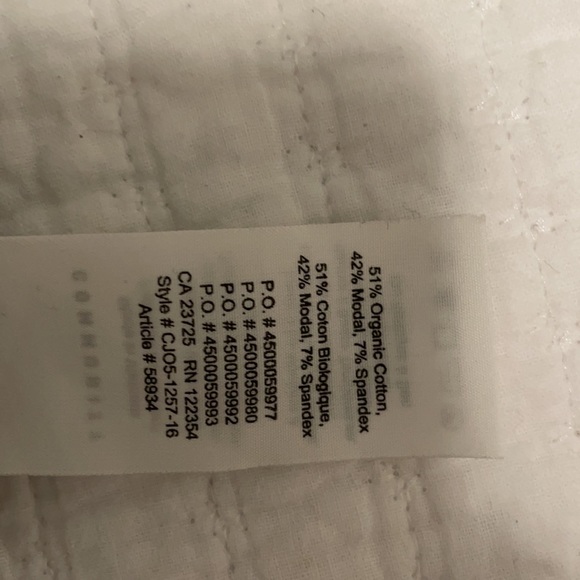 51% Organic Cotton,
42% Modal, 7% Spandex
51% Coton Biologique,
42% Modal, 7% Spandex
P.O. # 4500059977
P.O. # 4500059980
P.O. # 4500059992
P.O. # 4500059993
CA 23725 RN 122354
Style # CJO5-1257-16
Article # 58934